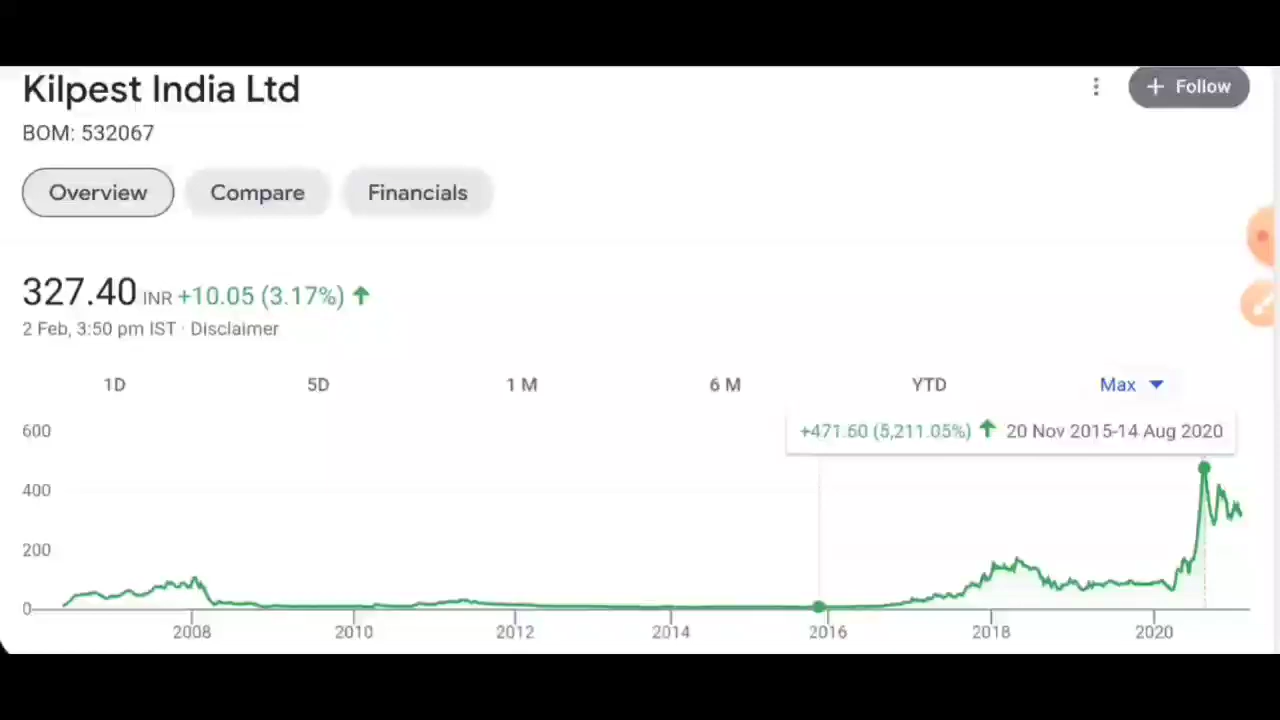 Kilpest India Ltd
+ Follow
BOM: 532067
Overview Compare Financials
327.40 INR +10.05 (3.17%) ↑
2 Feb, 3:50 pm IST · Disclaimer
1D 5D 1 M 6 M YTD Max
+471.60 (5,211.05%) ↑ 20 Nov 2015-14 Aug 2020
600
400
200
0
2008 2010 2012 2014 2016 2018 2020